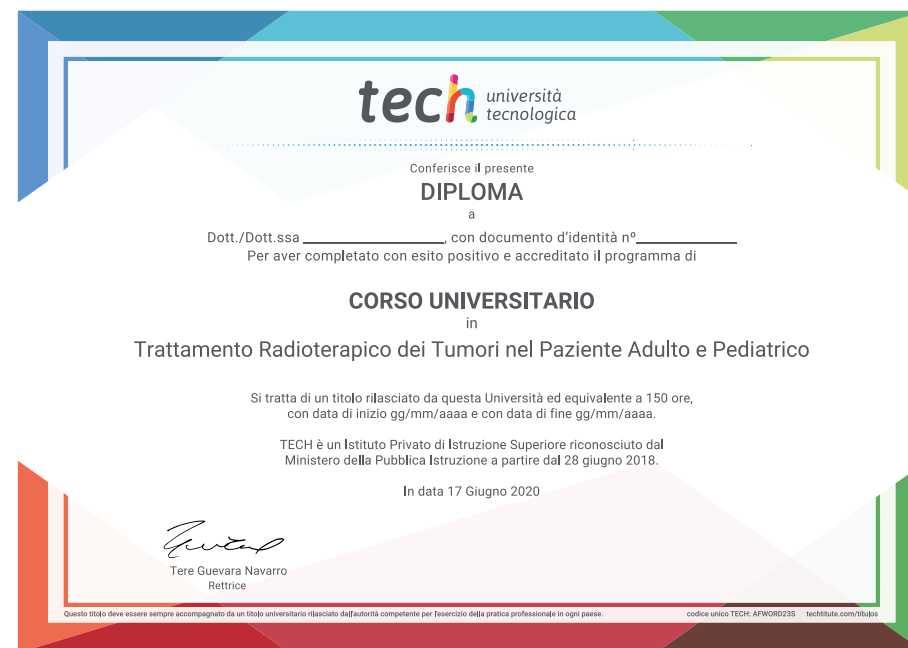 tech università
tecnologica
Conferisce il presente
DIPLOMA
a
Dott./Dott.ssa ____________________, con documento d'identità nº______________
Per aver completato con esito positivo e accreditato il programma di
CORSO UNIVERSITARIO
in
Trattamento Radioterapico dei Tumori nel Paziente Adulto e Pediatrico
Si tratta di un titolo rilasciato da questa Università ed equivalente a 150 ore,
con data di inizio gg/mm/aaaa e con data di fine gg/mm/aaaa.
TECH è un Istituto Privato di Istruzione Superiore riconosciuto dal
Ministero della Pubblica Istruzione a partire dal 28 giugno 2018.
In data 17 Giugno 2020
Tere Guevara Navarro
Rettrice
Questo titolo deve essere sempre accompagnato da un titolo universitario rilasciato dall'autorità competente per l'esercizio della pratica professionale in ogni paese.
codice unico TECH: AFWORD23S techtitute.com/titulos